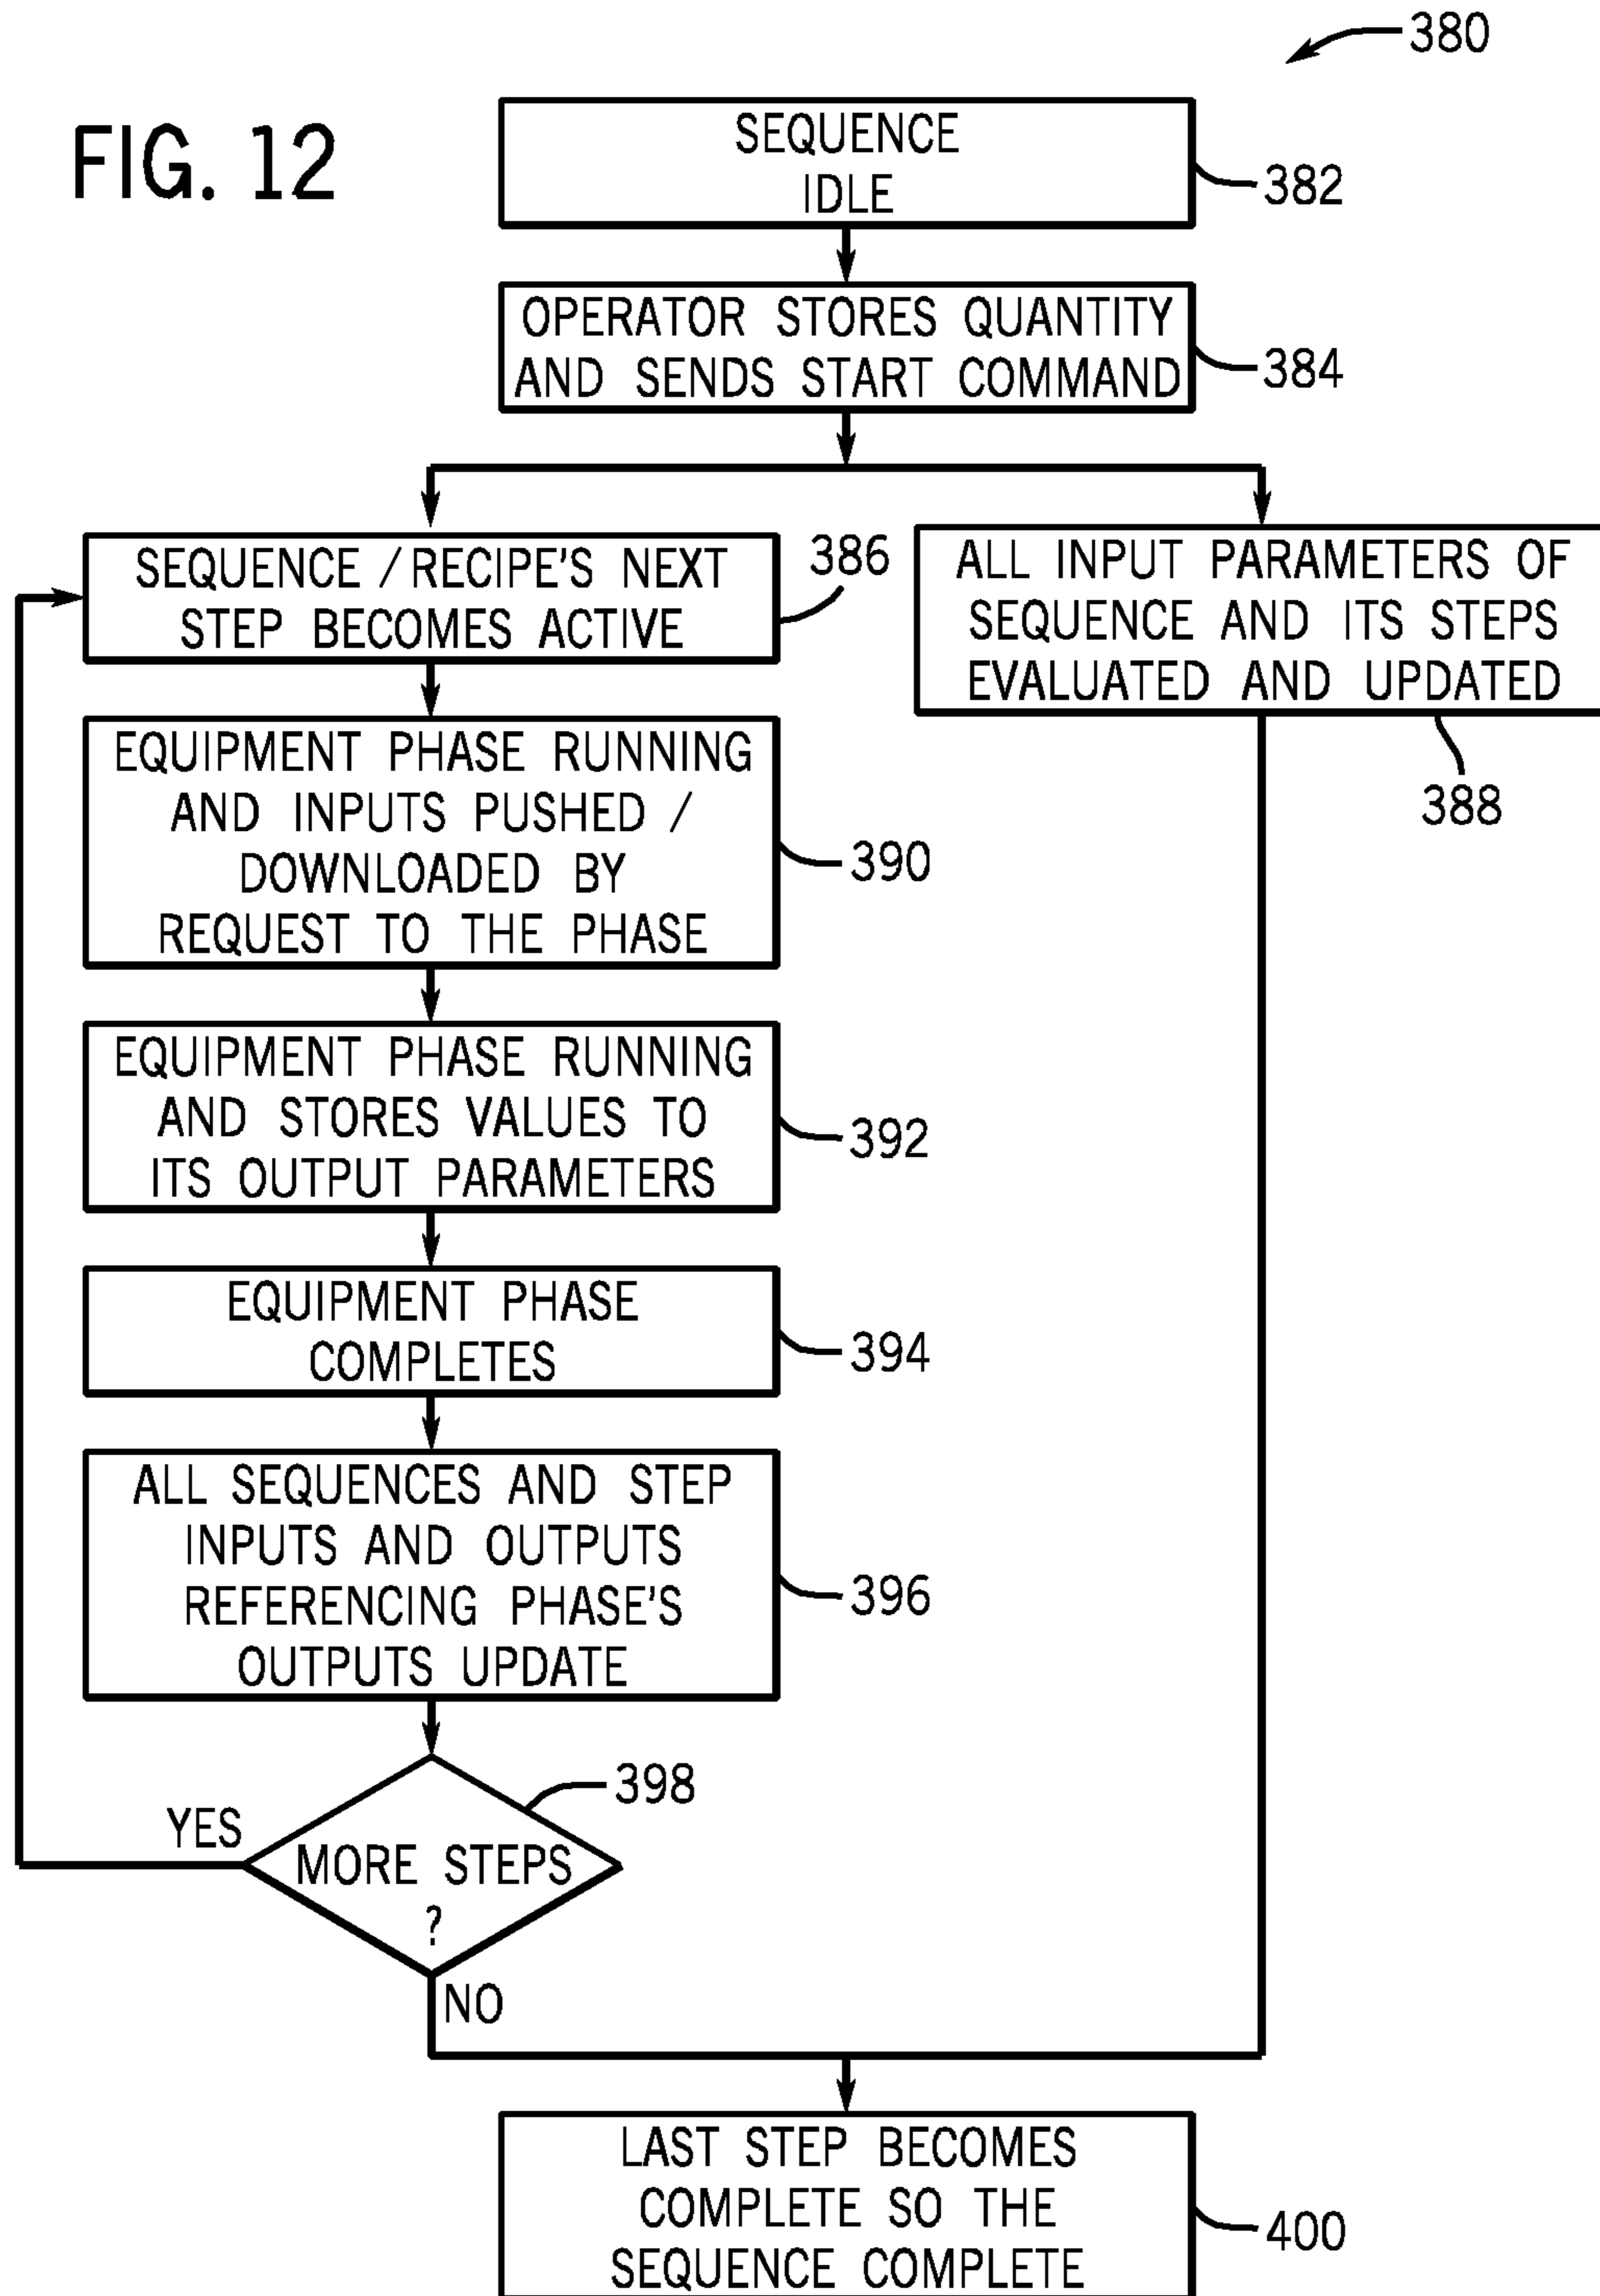 380
FIG. 12
SEQUENCE
IDLE
382
OPERATOR STORES QUANTITY
AND SENDS START COMMAND
384
SEQUENCE / RECIPE'S NEXT
STEP BECOMES ACTIVE
386
ALL INPUT PARAMETERS OF
SEQUENCE AND ITS STEPS
EVALUATED AND UPDATED
388
EQUIPMENT PHASE RUNNING
AND INPUTS PUSHED /
DOWNLOADED BY
REQUEST TO THE PHASE
390
EQUIPMENT PHASE RUNNING
AND STORES VALUES TO
ITS OUTPUT PARAMETERS
392
EQUIPMENT PHASE
COMPLETES
394
ALL SEQUENCES AND STEP
INPUTS AND OUTPUTS
REFERENCING PHASE'S
OUTPUTS UPDATE
396
398
YES
MORE STEPS
?
NO
LAST STEP BECOMES
COMPLETE SO THE
SEQUENCE COMPLETE
400